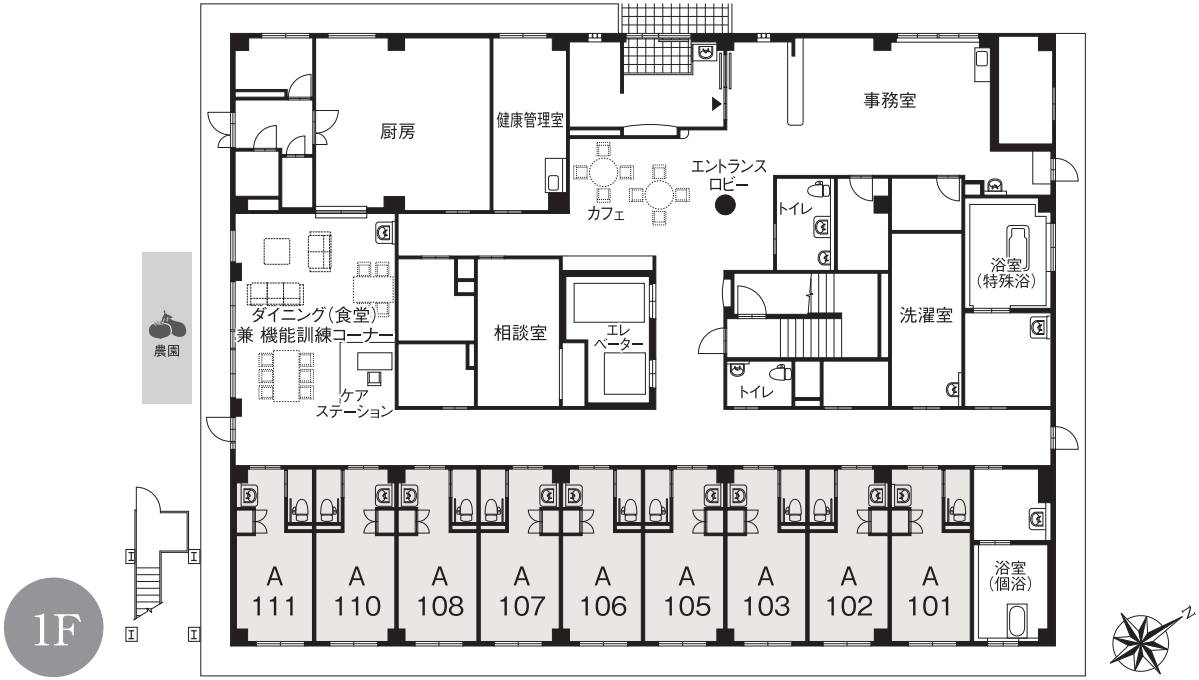 厨房
健康管理室
事務室
エントランス
ロビー
カフェ
トイレ
浴室
(特殊浴)
洗濯室
ダイニング(食堂)
兼 機能訓練コーナー
相談室
エレ
ベーター
農園
ケア
ステーション
トイレ
A
111
A
110
A
108
A
107
A
106
A
105
A
103
A
102
A
101
浴室
(個浴)
1F
N